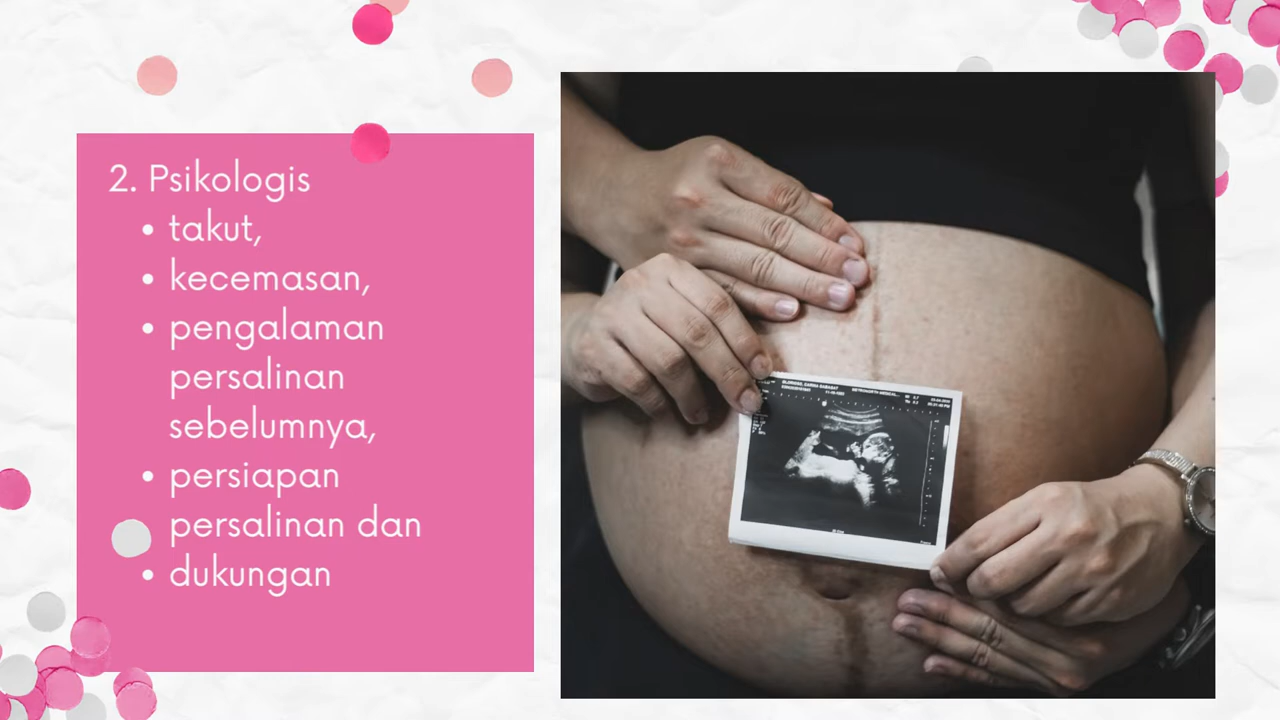 2. Psikologis
• takut,
• kecemasan,
• pengalaman
persalinan
sebelumnya,
• persiapan
persalinan dan
• dukungan